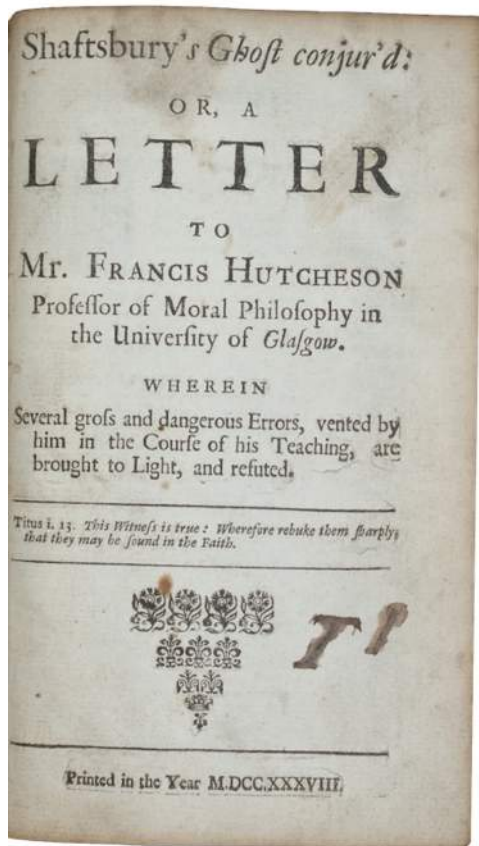 Shaftsbury's Ghoſt conjur'd:
OR, A
LETTER
TO
Mr. FRANCIS HUTCHESON
Profeſſor of Moral Philoſophy in
the Univerſity of Glaſgow.
WHEREIN
Several groſs and dangerous Errors, vented by
him in the Courſe of his Teaching, are
brought to Light, and refuted.
Titus i. 13. This Witneſs is true: Wherefore rebuke them ſharply,
that they may be ſound in the Faith.
Printed in the Year M.DCC.XXXVIII.